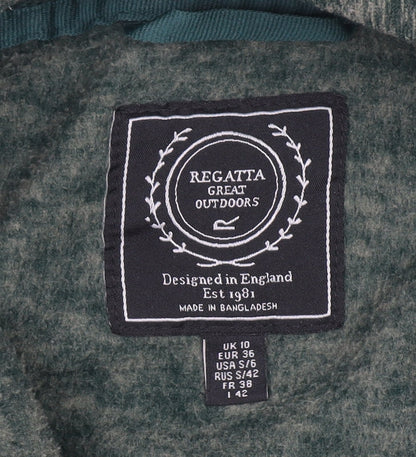 REGATTA
GREAT
OUTDOORS
R
Designed in England
Est 1981
MADE IN BANGLADESH
UK 10
EUR 36
USA S/6
RUS S/42
FR 38
I 42